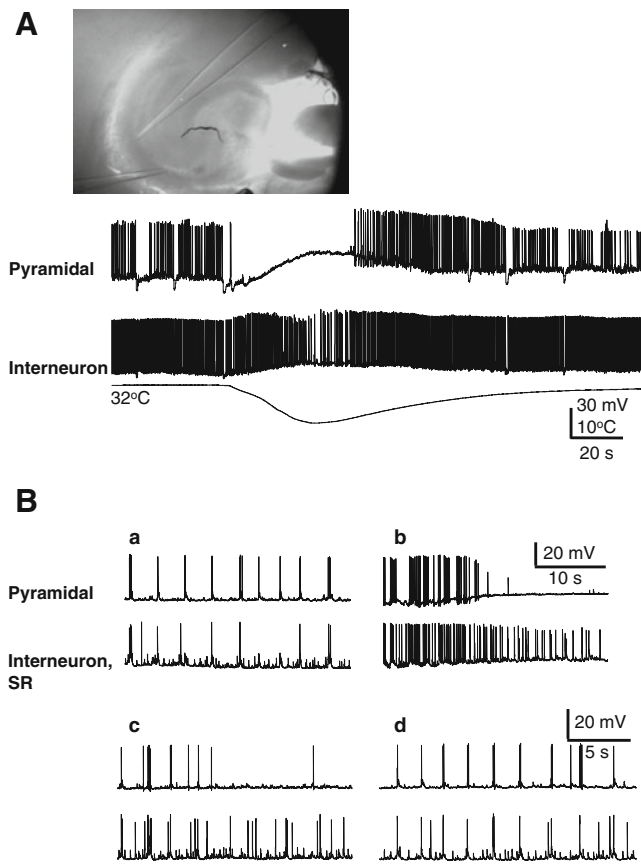 A
Pyramidal
Interneuron
32°C
30 mV
10°C
20 s
B
a
b
20 mV
10 s
Pyramidal
Interneuron,
SR
c
d
20 mV
5 s